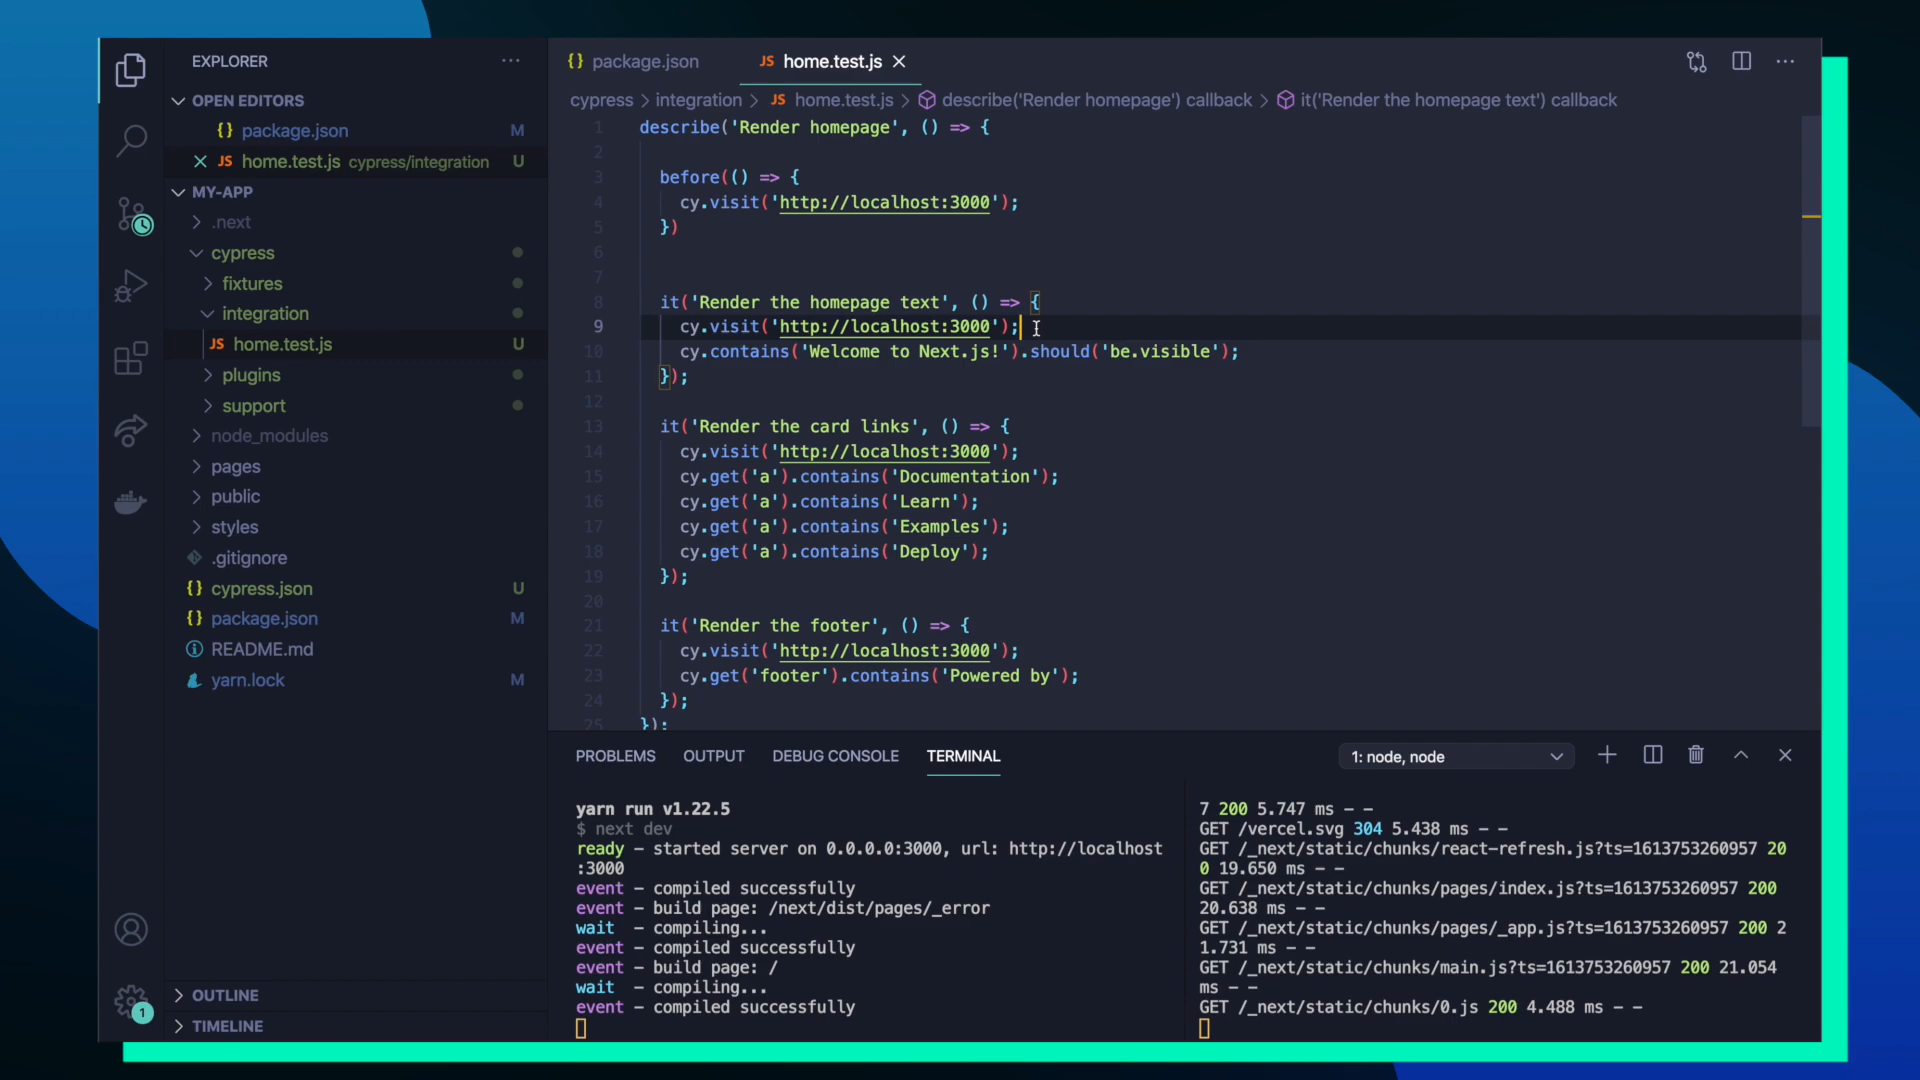 EXPLORER
OPEN EDITORS
{} package.json M
JS home.test.js cypress/integration U
MY-APP
.next
cypress
fixtures
integration
JS home.test.js U
plugins
support
node_modules
pages
public
styles
.gitignore
{} cypress.json U
{} package.json M
README.md
yarn.lock M
OUTLINE
TIMELINE
1
{} package.json
JS home.test.js
cypress > integration > JS home.test.js > describe('Render homepage') callback > it('Render the homepage text') callback
1 describe('Render homepage', () => {
2
3 before(() => {
4 cy.visit('http://localhost:3000');
5 })
6
7
8 it('Render the homepage text', () => {
9 cy.visit('http://localhost:3000');
10 cy.contains('Welcome to Next.js!').should('be.visible');
11 });
12
13 it('Render the card links', () => {
14 cy.visit('http://localhost:3000');
15 cy.get('a').contains('Documentation');
16 cy.get('a').contains('Learn');
17 cy.get('a').contains('Examples');
18 cy.get('a').contains('Deploy');
19 });
20
21 it('Render the footer', () => {
22 cy.visit('http://localhost:3000');
23 cy.get('footer').contains('Powered by');
24 });
25 });
PROBLEMS OUTPUT DEBUG CONSOLE TERMINAL 1: node, node
yarn run v1.22.5
$ next dev
ready – started server on 0.0.0.0:3000, url: http://localhost
:3000
event – compiled successfully
event – build page: /next/dist/pages/_error
wait – compiling...
event – compiled successfully
event – build page: /
wait – compiling...
event – compiled successfully
7 200 5.747 ms – –
GET /vercel.svg 304 5.438 ms – –
GET /_next/static/chunks/react-refresh.js?ts=1613753260957 20
0 19.650 ms – –
GET /_next/static/chunks/pages/index.js?ts=1613753260957 200
20.638 ms – –
GET /_next/static/chunks/pages/_app.js?ts=1613753260957 200 2
1.731 ms – –
GET /_next/static/chunks/main.js?ts=1613753260957 200 21.054
ms – –
GET /_next/static/chunks/0.js 200 4.488 ms – –